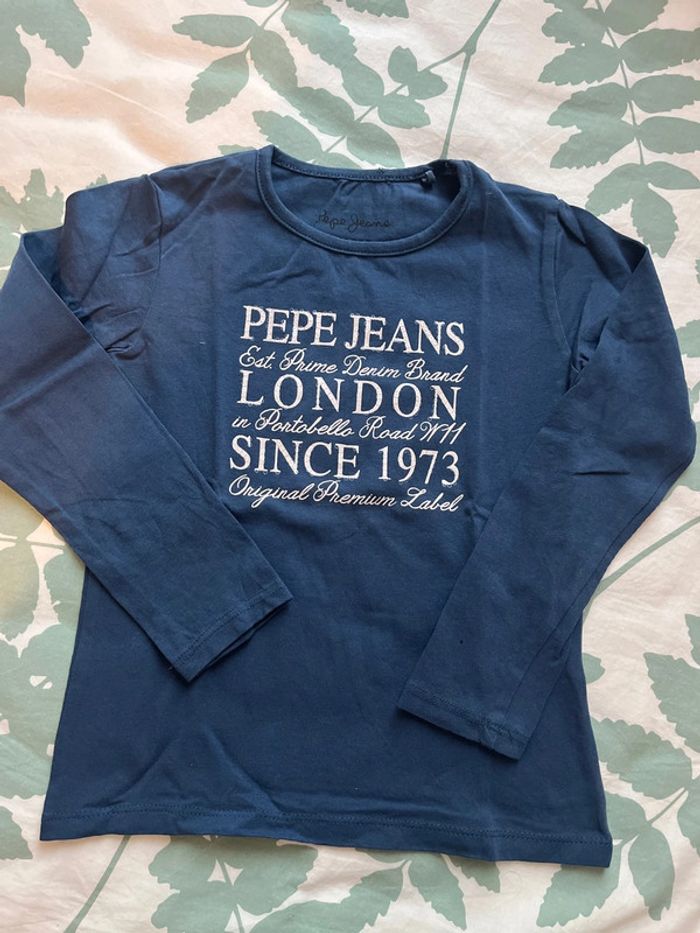 Pepe Jeans
PEPE JEANS
Est. Prime Denim Brand
LONDON
in Portobello Road W11
SINCE 1973
Original Premium Label